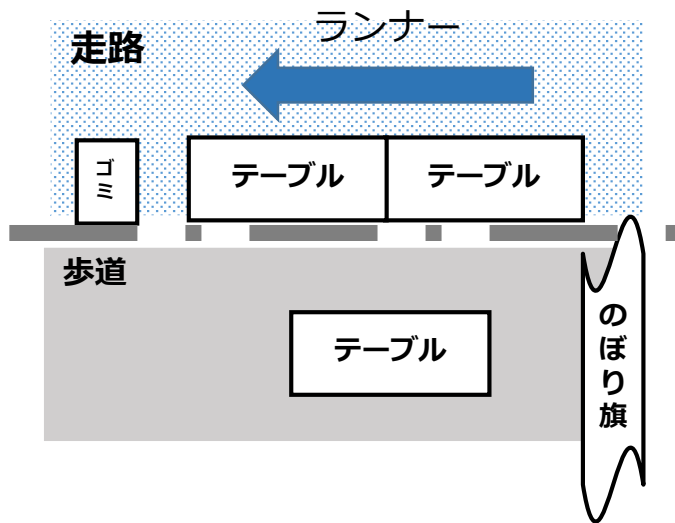 ランナー
走路
ゴミ
テーブル
テーブル
歩道
テーブル
のぼり旗